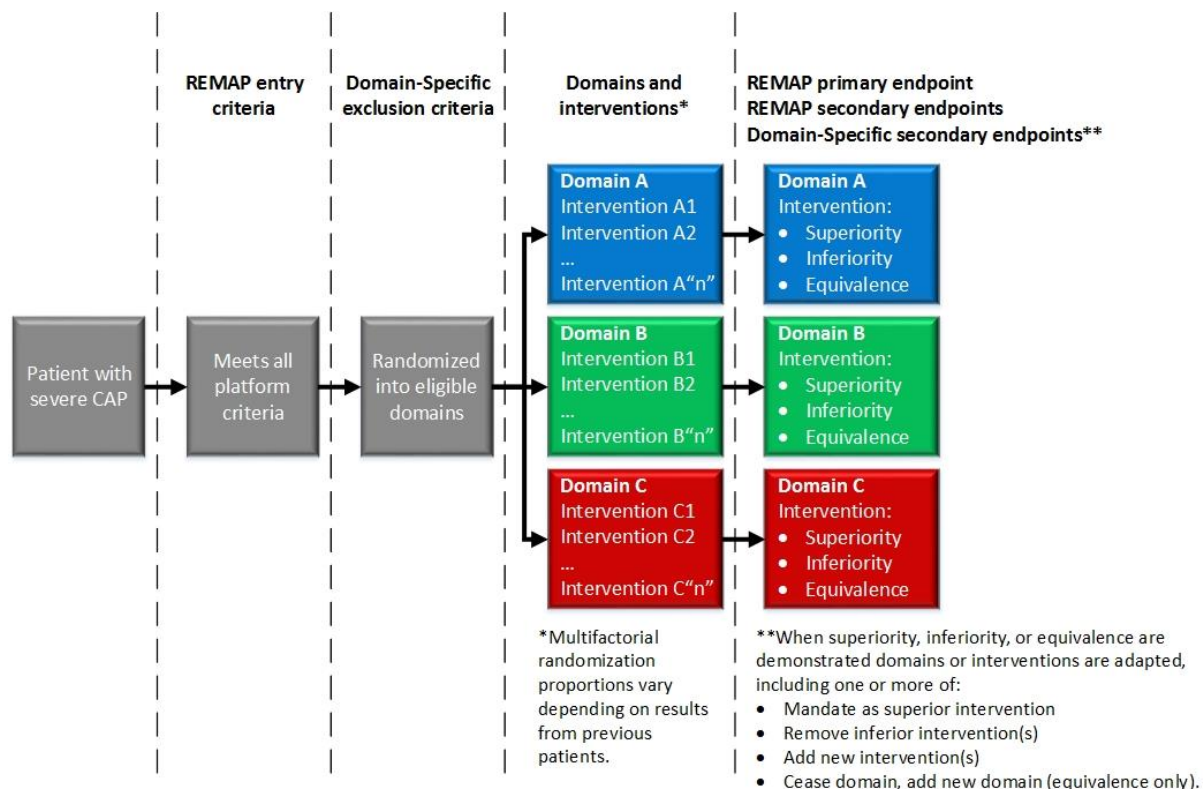 REMAP entry
criteria
Domain-Specific
exclusion criteria
Domains and
interventions*
REMAP primary endpoint
REMAP secondary endpoints
Domain-Specific secondary endpoints**
Patient with
severe CAP
Meets all
platform
criteria
Randomized
into eligible
domains
Domain A
Intervention A1
Intervention A2
...
Intervention A“n”
Domain A
Intervention:
• Superiority
• Inferiority
• Equivalence
Domain B
Intervention B1
Intervention B2
...
Intervention B“n”
Domain B
Intervention:
• Superiority
• Inferiority
• Equivalence
Domain C
Intervention C1
Intervention C2
...
Intervention C“n”
Domain C
Intervention:
• Superiority
• Inferiority
• Equivalence
*Multifactorial
randomization
proportions vary
depending on results
from previous
patients.
**When superiority, inferiority, or equivalence are
demonstrated domains or interventions are adapted,
including one or more of:
• Mandate as superior intervention
• Remove inferior intervention(s)
• Add new intervention(s)
• Cease domain, add new domain (equivalence only).